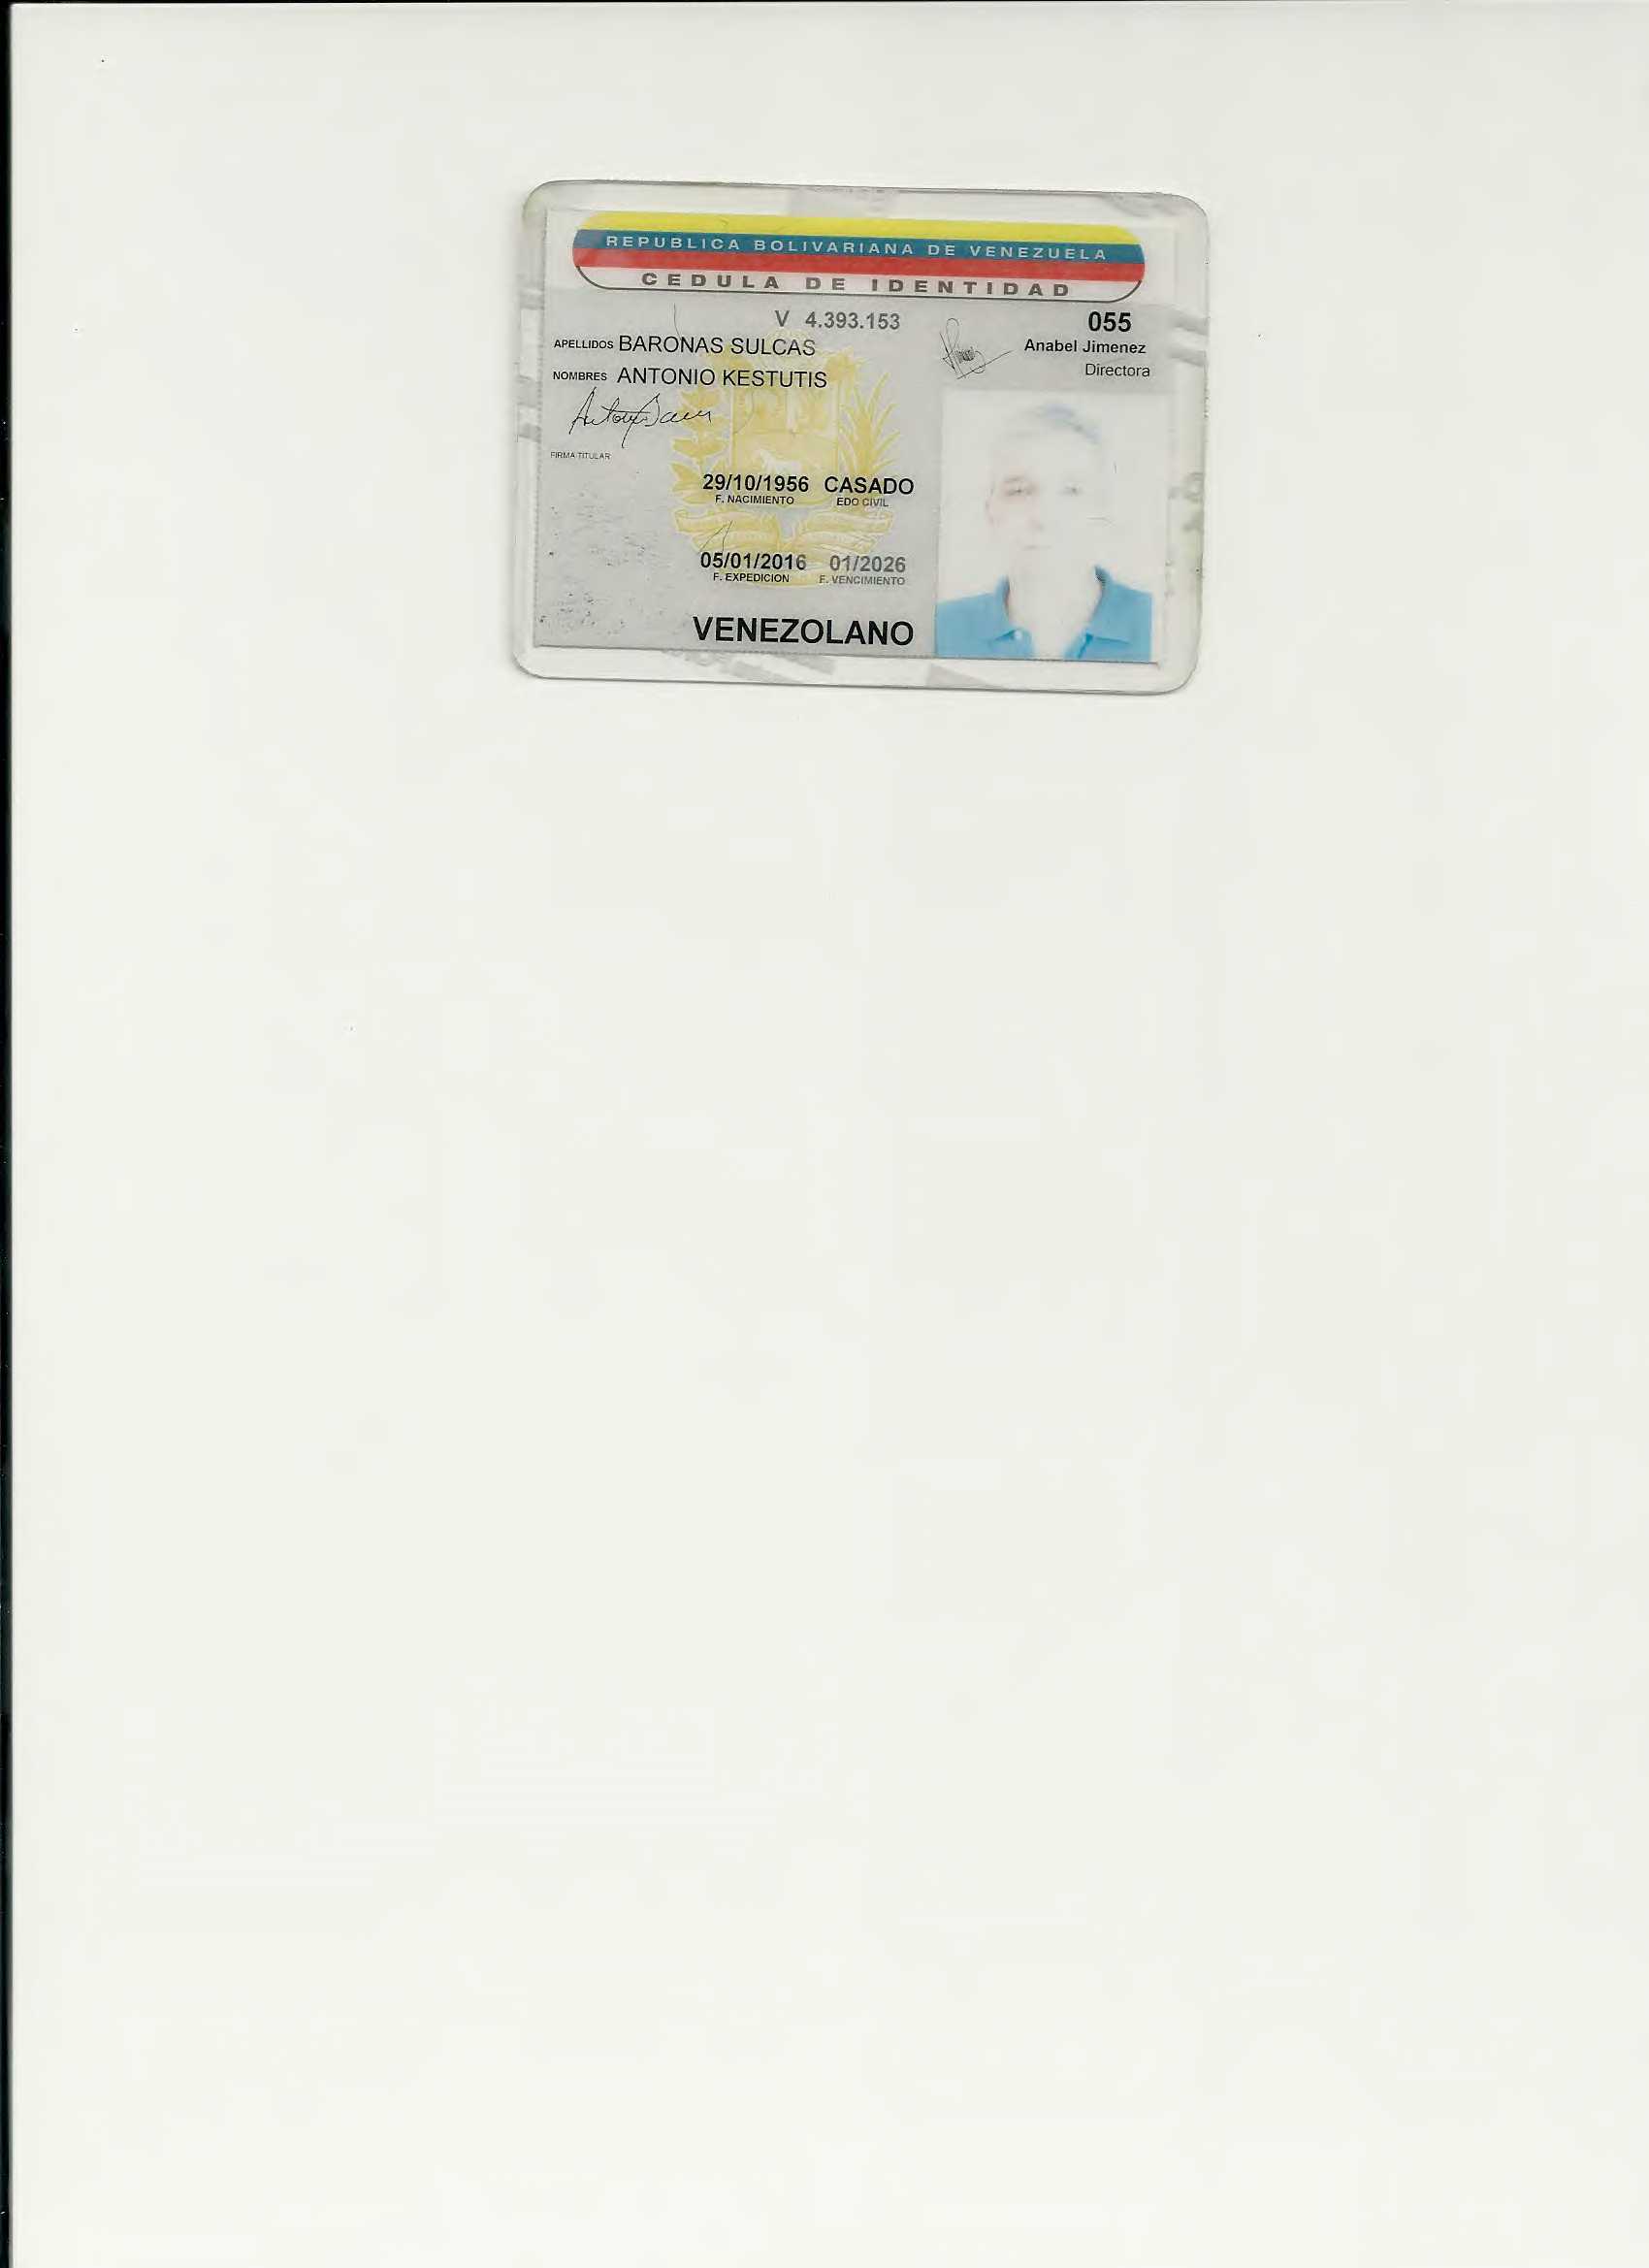 REPUBLICA BOLIVARIANA DE VENEZUELA
CEDULA DE IDENTIDAD
V 4.393.153
055
APELLIDOS BARONAS SULCAS
Anabel Jimenez
NOMBRES ANTONIO KESTUTIS
Directora
FIRMA TITULAR
29/10/1956 CASADO
F. NACIMIENTO EDO CIVIL
05/01/2016 01/2026
F. EXPEDICION F. VENCIMIENTO
VENEZOLANO